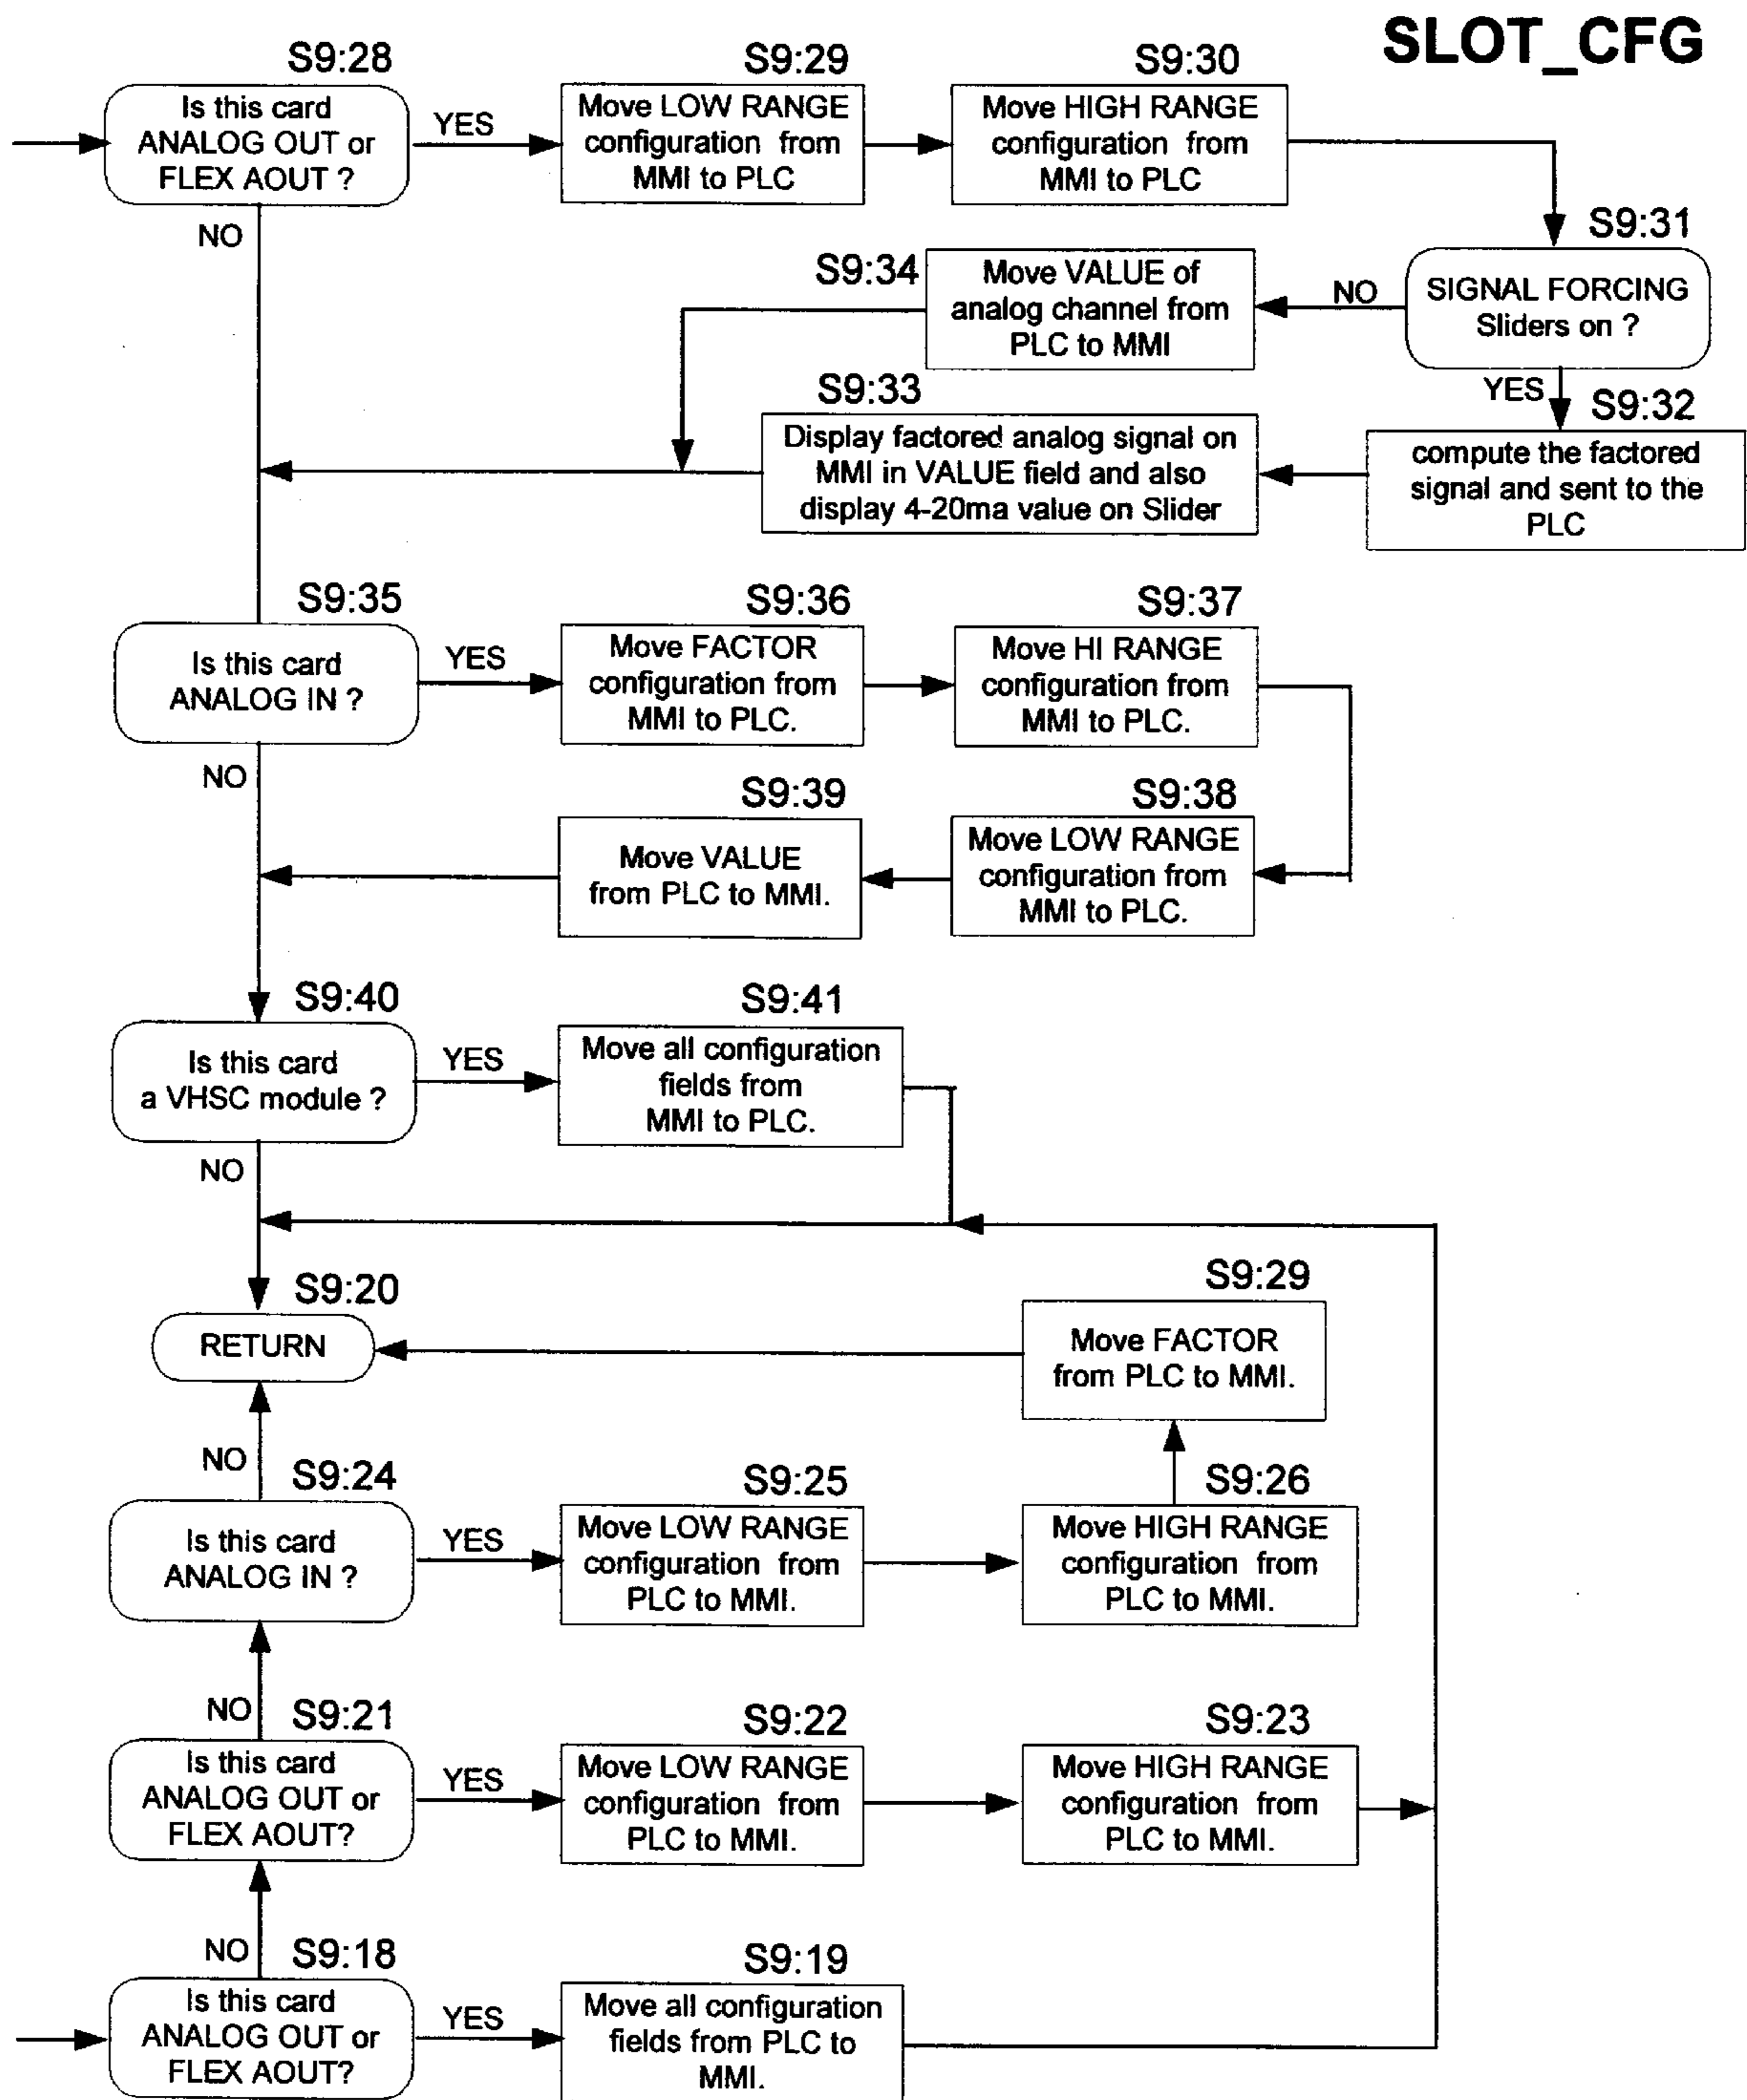 SLOT_CFG
S9:28
Is this card
ANALOG OUT or
FLEX AOUT ?
YES
NO
S9:29
Move LOW RANGE
configuration from
MMI to PLC
S9:30
Move HIGH RANGE
configuration from
MMI to PLC
S9:31
SIGNAL FORCING
Sliders on ?
NO
YES
S9:34
Move VALUE of
analog channel from
PLC to MMI
S9:33
Display factored analog signal on
MMI in VALUE field and also
display 4-20ma value on Slider
S9:32
compute the factored
signal and sent to the
PLC
S9:35
Is this card
ANALOG IN ?
YES
NO
S9:36
Move FACTOR
configuration from
MMI to PLC.
S9:37
Move HI RANGE
configuration from
MMI to PLC.
S9:39
Move VALUE
from PLC to MMI.
S9:38
Move LOW RANGE
configuration from
MMI to PLC.
S9:40
Is this card
a VHSC module ?
YES
NO
S9:41
Move all configuration
fields from
MMI to PLC.
S9:20
RETURN
S9:29
Move FACTOR
from PLC to MMI.
NO
S9:24
Is this card
ANALOG IN ?
YES
S9:25
Move LOW RANGE
configuration from
PLC to MMI.
S9:26
Move HIGH RANGE
configuration from
PLC to MMI.
NO
S9:21
Is this card
ANALOG OUT or
FLEX AOUT?
YES
S9:22
Move LOW RANGE
configuration from
PLC to MMI.
S9:23
Move HIGH RANGE
configuration from
PLC to MMI.
NO
S9:18
Is this card
ANALOG OUT or
FLEX AOUT?
YES
S9:19
Move all configuration
fields from PLC to
MMI.